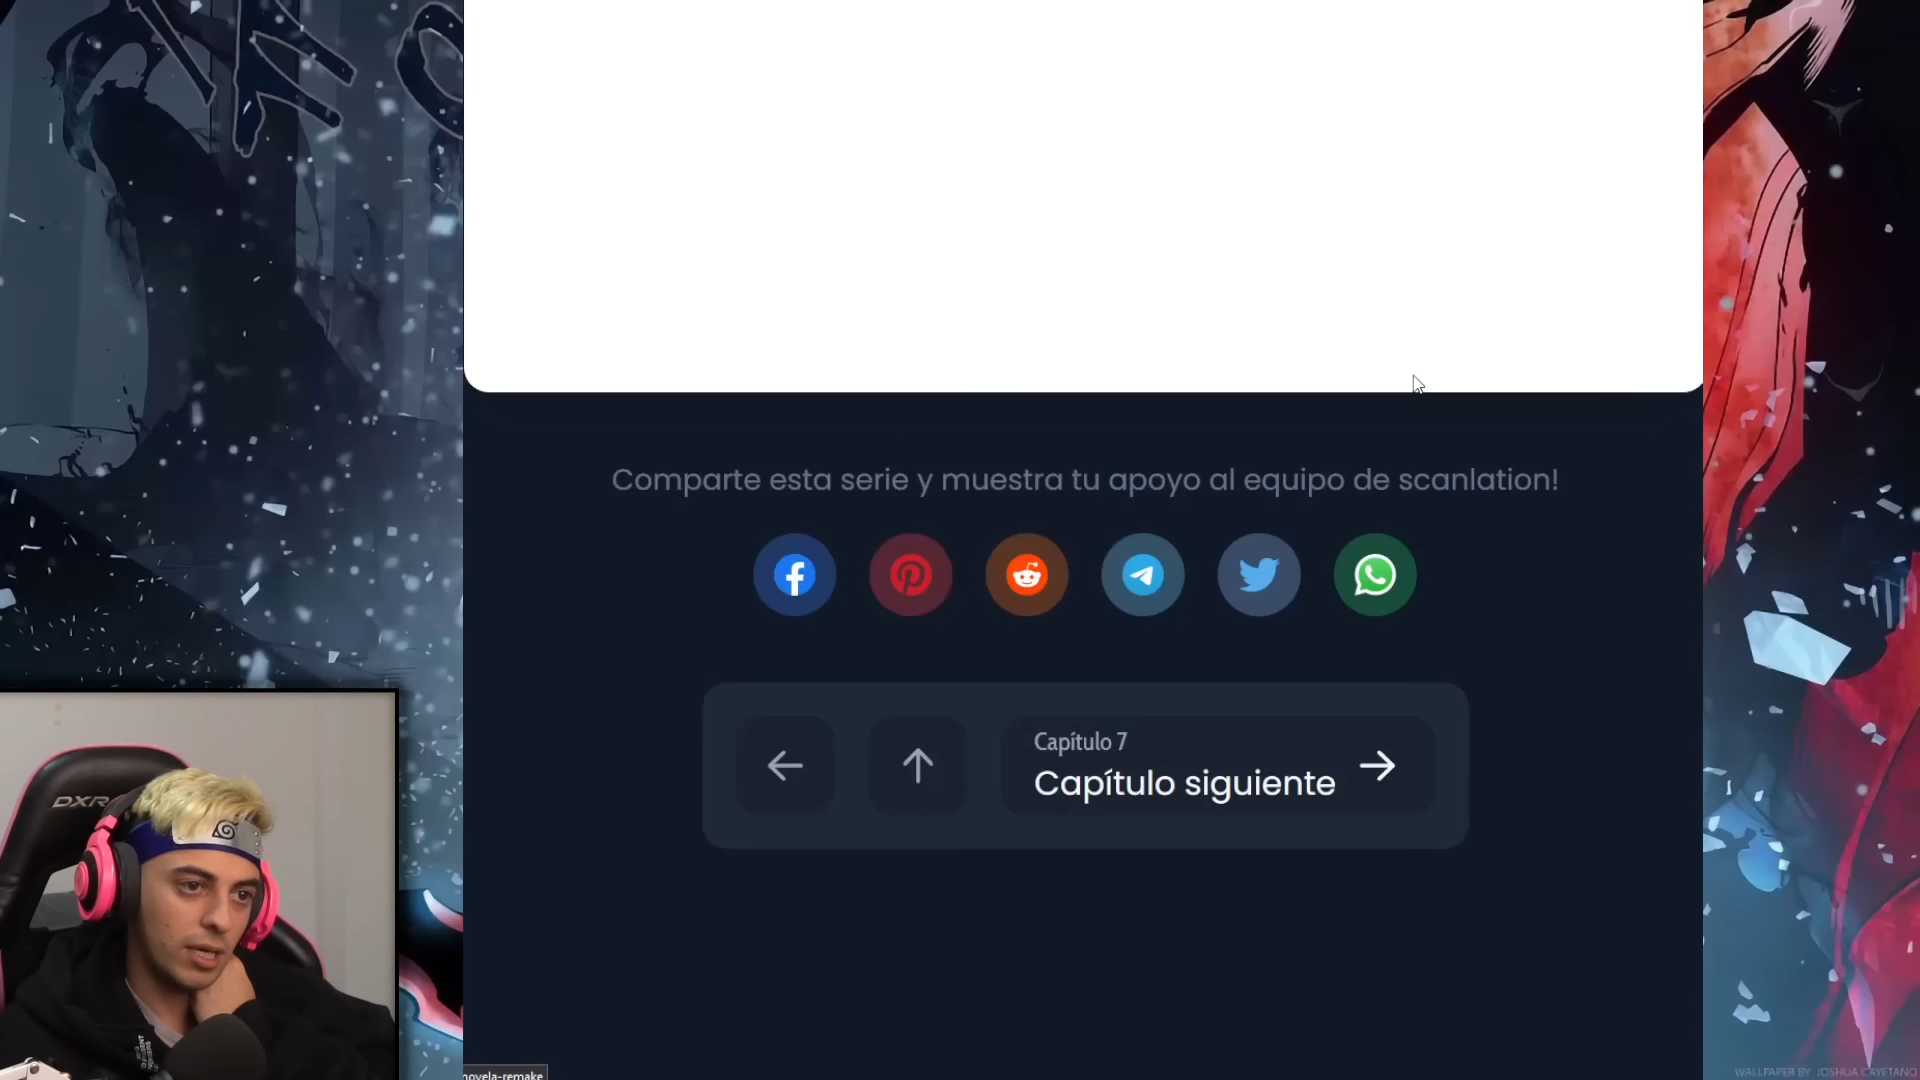 Comparte esta serie y muestra tu apoyo al equipo de scanlation!
Capítulo 7
Capítulo siguiente
DXR
novela-remake
WALLPAPER BY JOSHUA CAYETANO